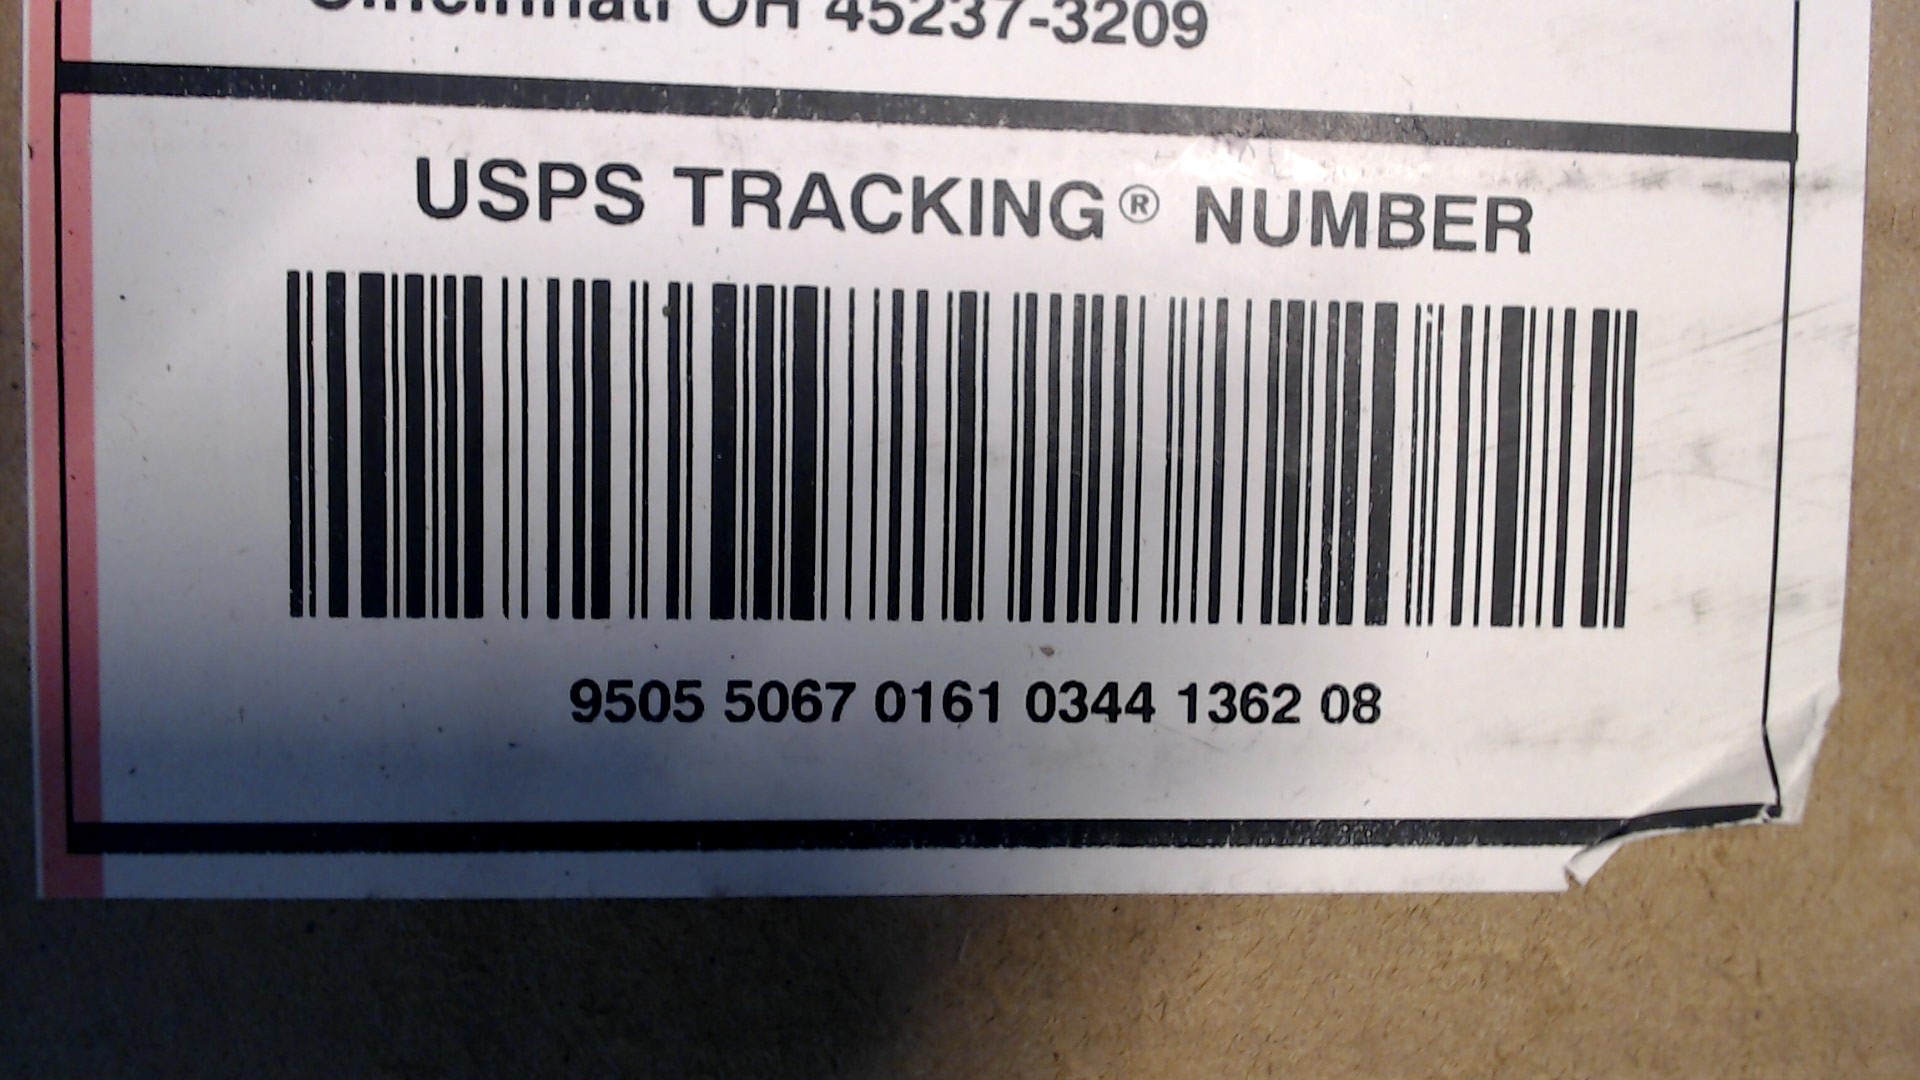 Cincinnati OH 45237-3209
USPS TRACKING® NUMBER
9505 5067 0161 0344 1362 08